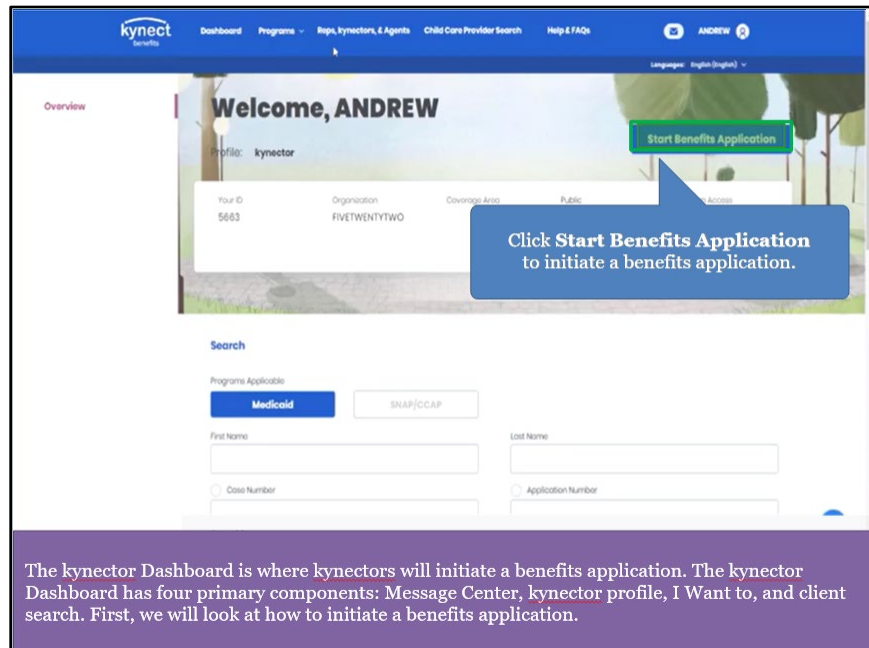 kynect
benefits
Dashboard Programs Reps, kynectors, & Agents Child Care Provider Search Help & FAQs ANDREW
Languages: English (English)
Overview
Welcome, ANDREW
Profile: kynector
Start Benefits Application
Your ID Organization Coverage Area Public Access
5663 FIVETWENTYTWO
Click Start Benefits Application
to initiate a benefits application.
Search
Programs Applicable
Medicaid SNAP/CCAP
First Name Last Name
Case Number Application Number
The kynector Dashboard is where kynectors will initiate a benefits application. The kynector
Dashboard has four primary components: Message Center, kynector profile, I Want to, and client
search. First, we will look at how to initiate a benefits application.